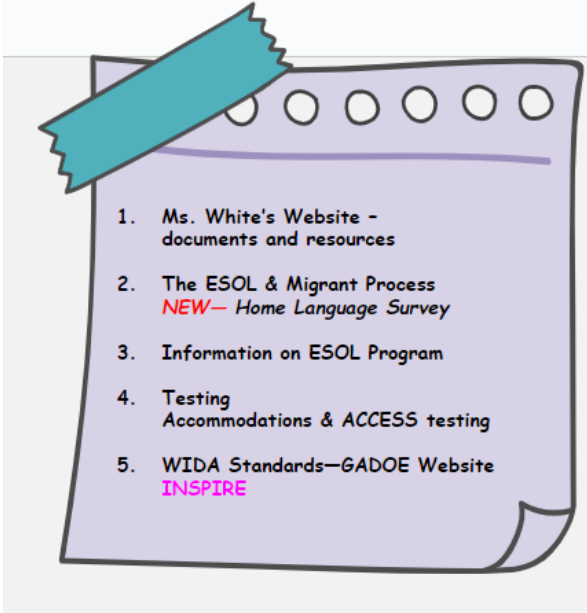 1. Ms. White's Website –
documents and resources
2. The ESOL & Migrant Process
NEW— Home Language Survey
3. Information on ESOL Program
4. Testing
Accommodations & ACCESS testing
5. WIDA Standards—GADOE Website
INSPIRE